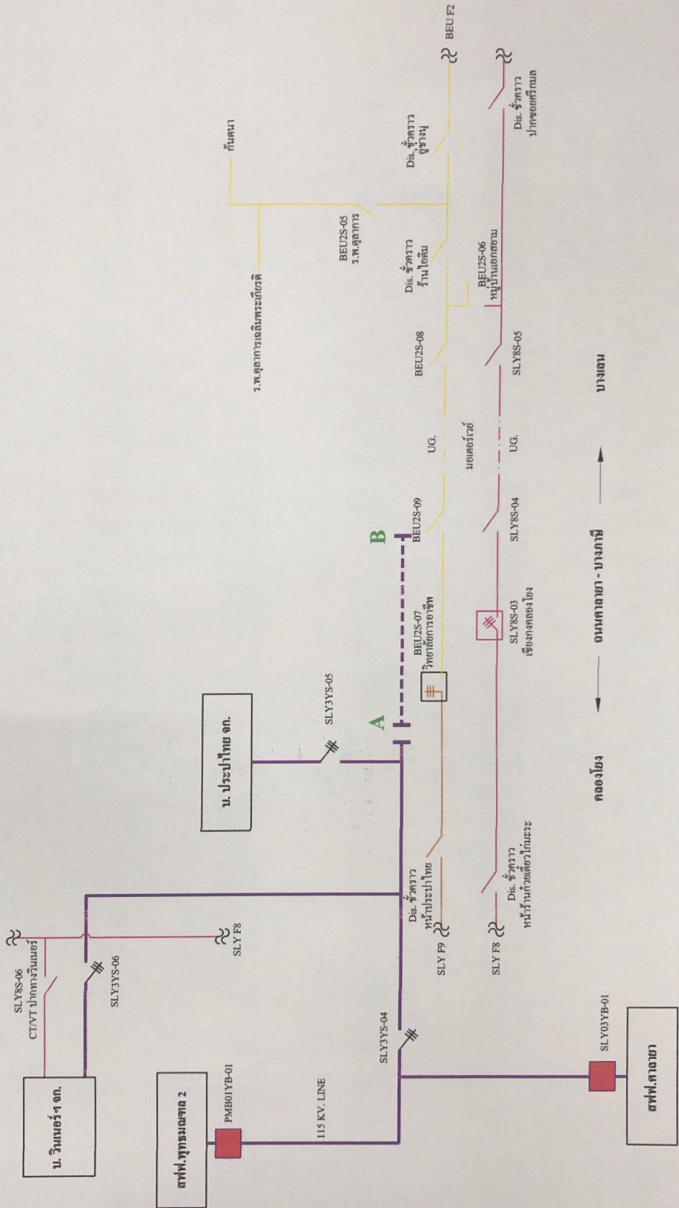 บ. วินเนอร์ฯ จก.
SLY8S-06
CT/VT ปากทางวินเนอร์
SLY3YS-06
SLY F8
สฟฟ.พุทธมณฑล 2
PMB01YB-01
115 KV. LINE
SLY3YS-04
SLY03YB-01
สฟฟ.ศาลายา
บ. ประปาไทย จก.
SLY3YS-05
A
B
Dis. ชั่วคราว
หน้าประปาไทย
SLY F9
BEU2S-07
วิทยาลัยการอาชีพ
BEU2S-09
UG.
BEU2S-08
Dis. ชั่วคราว
ร้านไอติม
BEU2S-05
ร.พ.ตุลาการ
ร.พ.ตุลาการเฉลิมพระเกียรติ
กันตนา
Dis. ชั่วคราว
อู่ช่างนุ
BEU F2
มอเตอร์เวย์
BEU2S-06
หมู่บ้านเอกสยาม
SLY F8
Dis. ชั่วคราว
หน้าร้านก๋วยเตี๋ยวไก่มะระ
SLY8S-03
เชียงกงคลองโยง
SLY8S-04
UG.
SLY8S-05
Dis. ชั่วคราว
ปากซอยศรีกมล
คลองโยง
ถนนศาลายา - บางภาษี
บางเลน